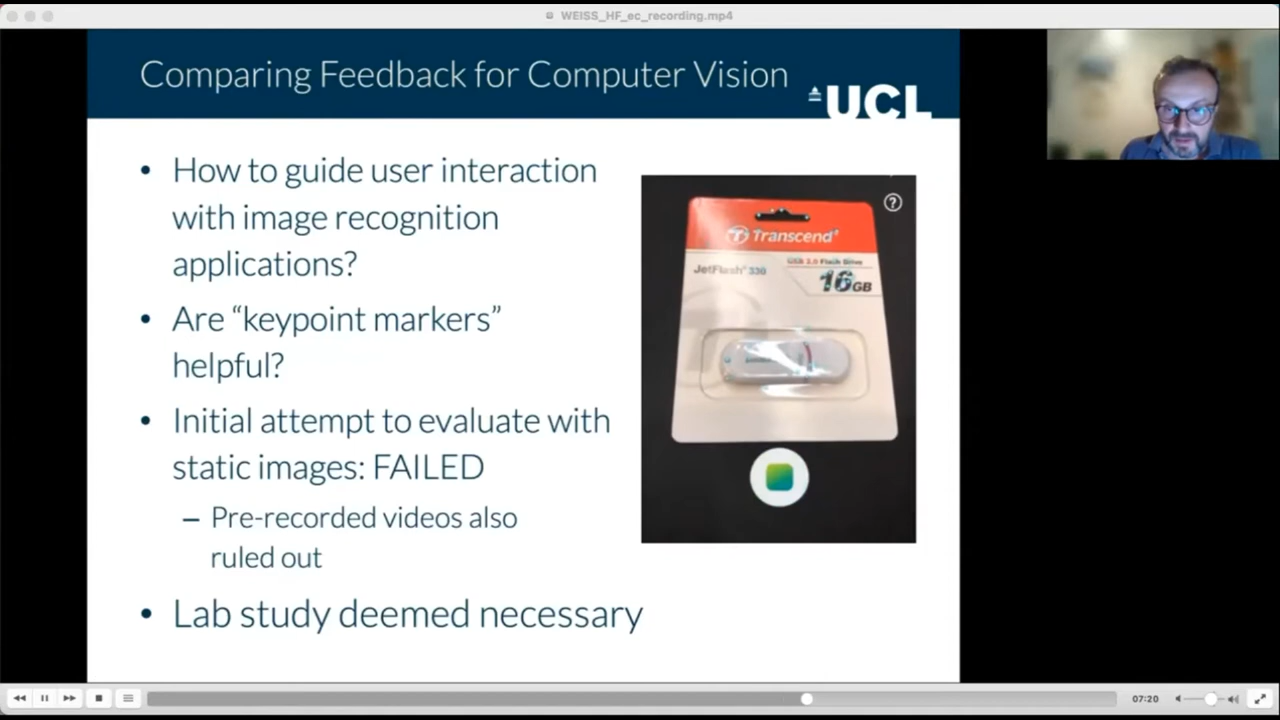 WEISS_HF_ec_recording.mp4
Comparing Feedback for Computer Vision
UCL
• How to guide user interaction
with image recognition
applications?
• Are “keypoint markers”
helpful?
• Initial attempt to evaluate with
static images: FAILED
– Pre-recorded videos also
ruled out
• Lab study deemed necessary
?
Transcend
JetFlash 330
USB 2.0 Flash Drive
16GB
07:20